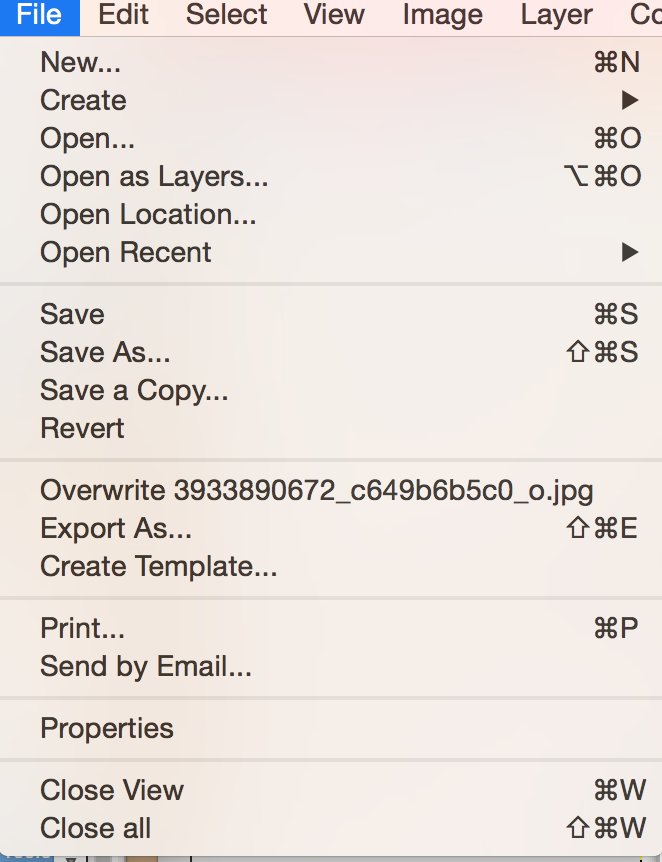 File Edit Select View Image Layer Co
New... ⌘N
Create ▶
Open... ⌘O
Open as Layers... ⌥⌘O
Open Location...
Open Recent ▶
Save ⌘S
Save As... ⇧⌘S
Save a Copy...
Revert
Overwrite 3933890672_c649b6b5c0_o.jpg
Export As... ⇧⌘E
Create Template...
Print... ⌘P
Send by Email...
Properties
Close View ⌘W
Close all ⇧⌘W